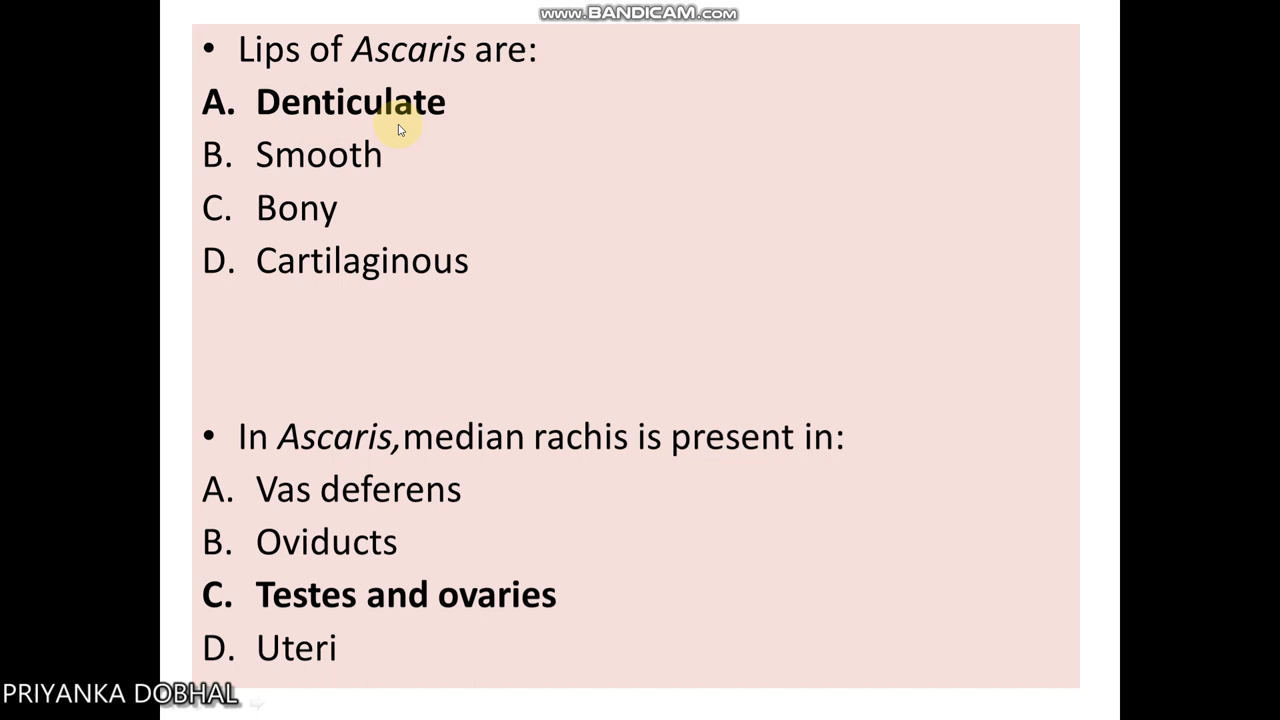 www.BANDICAM.com
• Lips of Ascaris are:
A. Denticulate
B. Smooth
C. Bony
D. Cartilaginous
• In Ascaris,median rachis is present in:
A. Vas deferens
B. Oviducts
C. Testes and ovaries
D. Uteri
PRIYANKA DOBHAL